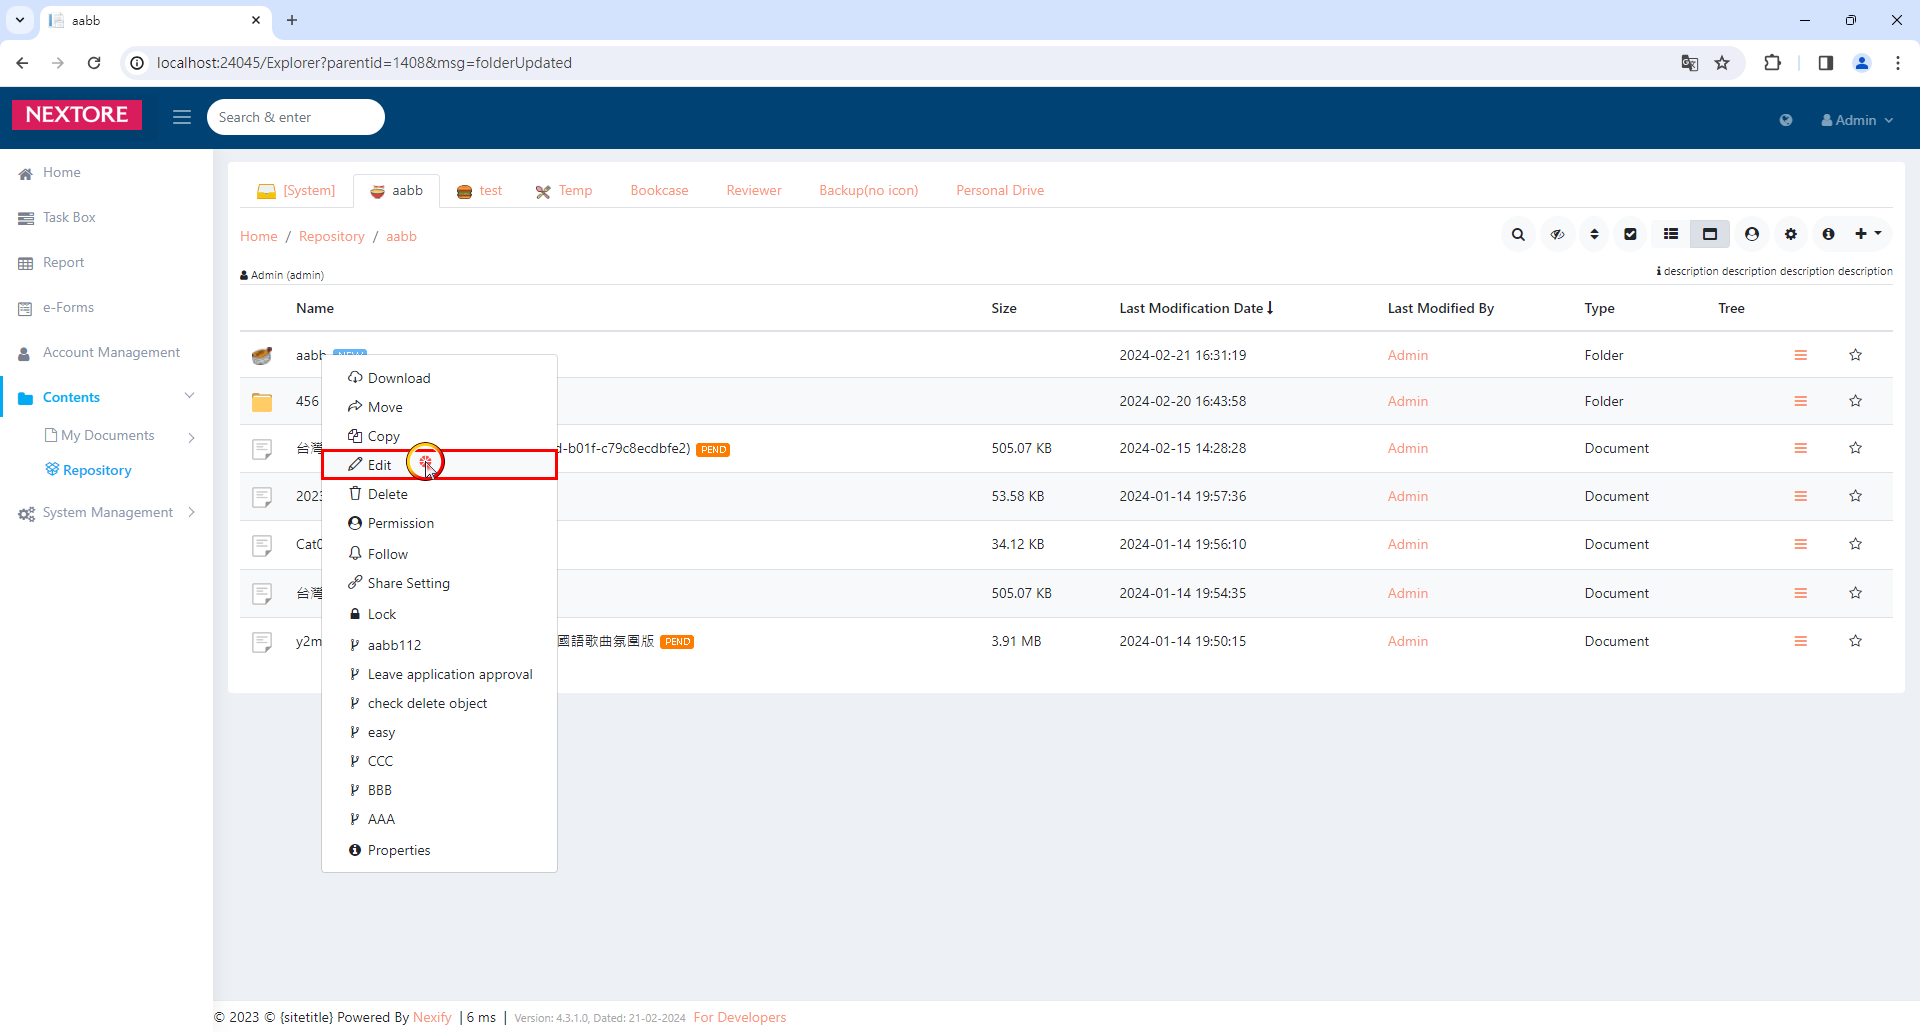 aabb
localhost:24045/Explorer?parentid=1408&msg=folderUpdated
NEXTORE
Search & enter
Admin
Home
Task Box
Report
e-Forms
Account Management
Contents
My Documents
Repository
System Management
[System] aabb test Temp Bookcase Reviewer Backup(no icon) Personal Drive
Home / Repository / aabb
Admin (admin)
description description description description
Name Size Last Modification Date Last Modified By Type Tree
aabb 2024-02-21 16:31:19 Admin Folder
456 2024-02-20 16:43:58 Admin Folder
台灣 -b01f-c79c8ecdbfe2) PEND 505.07 KB 2024-02-15 14:28:28 Admin Document
2023 53.58 KB 2024-01-14 19:57:36 Admin Document
Cat 34.12 KB 2024-01-14 19:56:10 Admin Document
台灣 505.07 KB 2024-01-14 19:54:35 Admin Document
y2m 國語歌曲氛圍版 PEND 3.91 MB 2024-01-14 19:50:15 Admin Document
Download
Move
Copy
Edit
Delete
Permission
Follow
Share Setting
Lock
aabb112
Leave application approval
check delete object
easy
CCC
BBB
AAA
Properties
© 2023 © {sitetitle} Powered By Nexify | 6 ms | Version: 4.3.1.0, Dated: 21-02-2024 For Developers